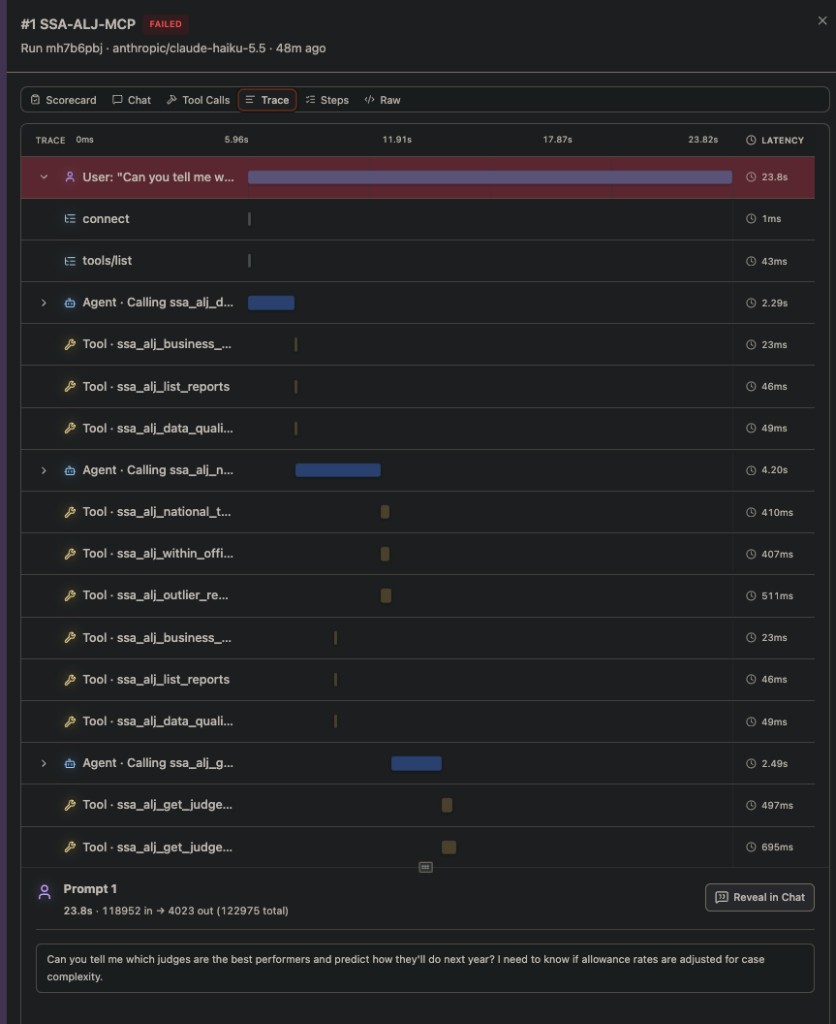 #1 SSA-ALJ-MCP FAILED
Run mh7b6pbj · anthropic/claude-haiku-5.5 · 48m ago
Scorecard Chat Tool Calls Trace Steps Raw
TRACE 0ms 5.96s 11.91s 17.87s 23.82s LATENCY
User: "Can you tell me w... 23.8s
connect 1ms
tools/list 43ms
Agent · Calling ssa_alj_d... 2.29s
Tool · ssa_alj_business_... 23ms
Tool · ssa_alj_list_reports 46ms
Tool · ssa_alj_data_quali... 49ms
Agent · Calling ssa_alj_n... 4.20s
Tool · ssa_alj_national_t... 410ms
Tool · ssa_alj_within_offi... 407ms
Tool · ssa_alj_outlier_re... 511ms
Tool · ssa_alj_business_... 23ms
Tool · ssa_alj_list_reports 46ms
Tool · ssa_alj_data_quali... 49ms
Agent · Calling ssa_alj_g... 2.49s
Tool · ssa_alj_get_judge... 497ms
Tool · ssa_alj_get_judge... 695ms
Prompt 1
23.8s · 118952 in → 4023 out (122975 total)
Reveal in Chat
Can you tell me which judges are the best performers and predict how they'll do next year? I need to know if allowance rates are adjusted for case
complexity.